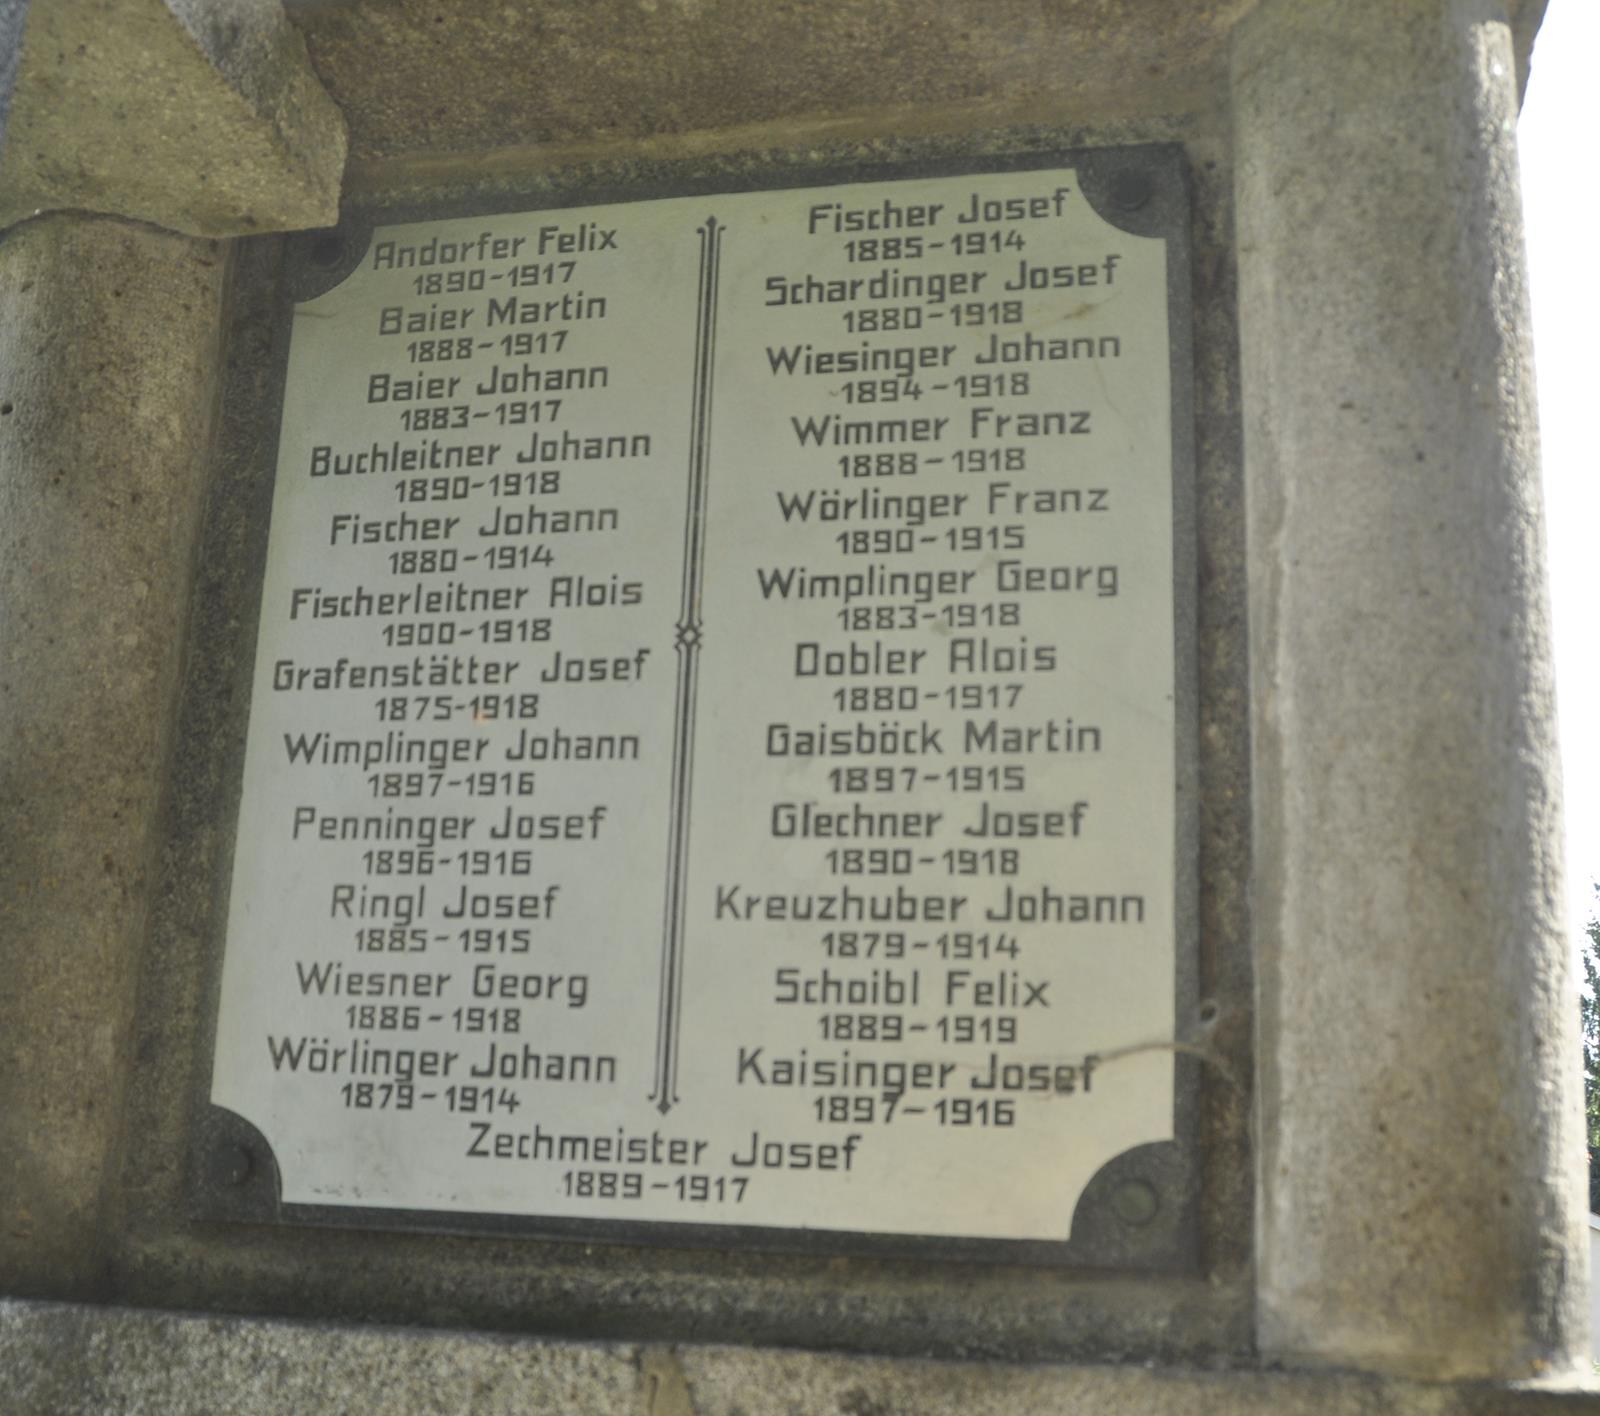 Andorfer Felix
1890-1917
Baier Martin
1888-1917
Baier Johann
1883-1917
Buchleitner Johann
1890-1918
Fischer Johann
1880-1914
Fischerleitner Alois
1900-1918
Grafenstätter Josef
1875-1918
Wimplinger Johann
1897-1916
Penninger Josef
1896-1916
Ringl Josef
1885-1915
Wiesner Georg
1886-1918
Wörlinger Johann
1879-1914
Fischer Josef
1885-1914
Schardinger Josef
1880-1918
Wiesinger Johann
1894-1918
Wimmer Franz
1888-1918
Wörlinger Franz
1890-1915
Wimplinger Georg
1883-1918
Dobler Alois
1880-1917
Gaisböck Martin
1897-1915
Glechner Josef
1890-1918
Kreuzhuber Johann
1879-1914
Schoibl Felix
1889-1919
Kaisinger Josef
1897-1916
Zechmeister Josef
1889-1917